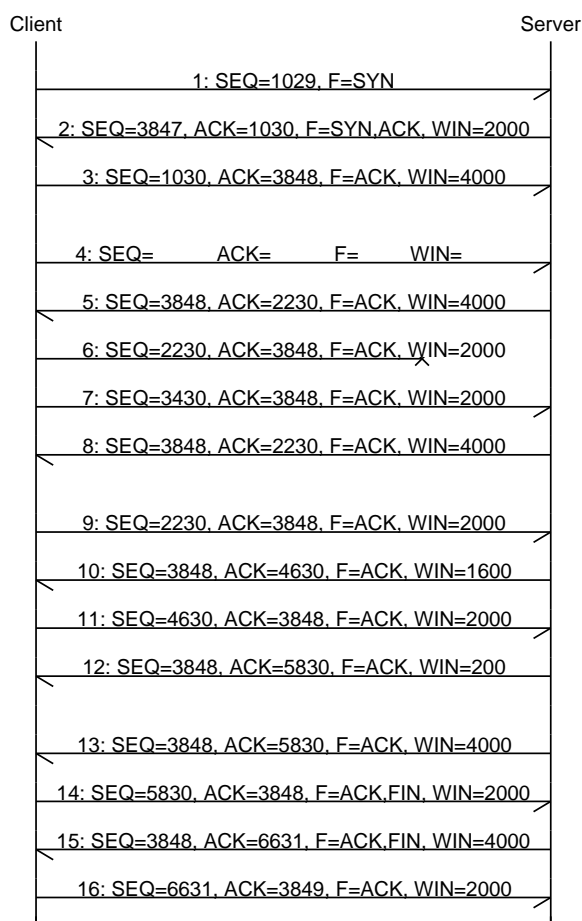 Client Server
1: SEQ=1029, F=SYN
2: SEQ=3847, ACK=1030, F=SYN,ACK, WIN=2000
3: SEQ=1030, ACK=3848, F=ACK, WIN=4000
4: SEQ= ACK= F= WIN=
5: SEQ=3848, ACK=2230, F=ACK, WIN=4000
6: SEQ=2230, ACK=3848, F=ACK, WIN=2000
7: SEQ=3430, ACK=3848, F=ACK, WIN=2000
8: SEQ=3848, ACK=2230, F=ACK, WIN=4000
9: SEQ=2230, ACK=3848, F=ACK, WIN=2000
10: SEQ=3848, ACK=4630, F=ACK, WIN=1600
11: SEQ=4630, ACK=3848, F=ACK, WIN=2000
12: SEQ=3848, ACK=5830, F=ACK, WIN=200
13: SEQ=3848, ACK=5830, F=ACK, WIN=4000
14: SEQ=5830, ACK=3848, F=ACK,FIN, WIN=2000
15: SEQ=3848, ACK=6631, F=ACK,FIN, WIN=4000
16: SEQ=6631, ACK=3849, F=ACK, WIN=2000